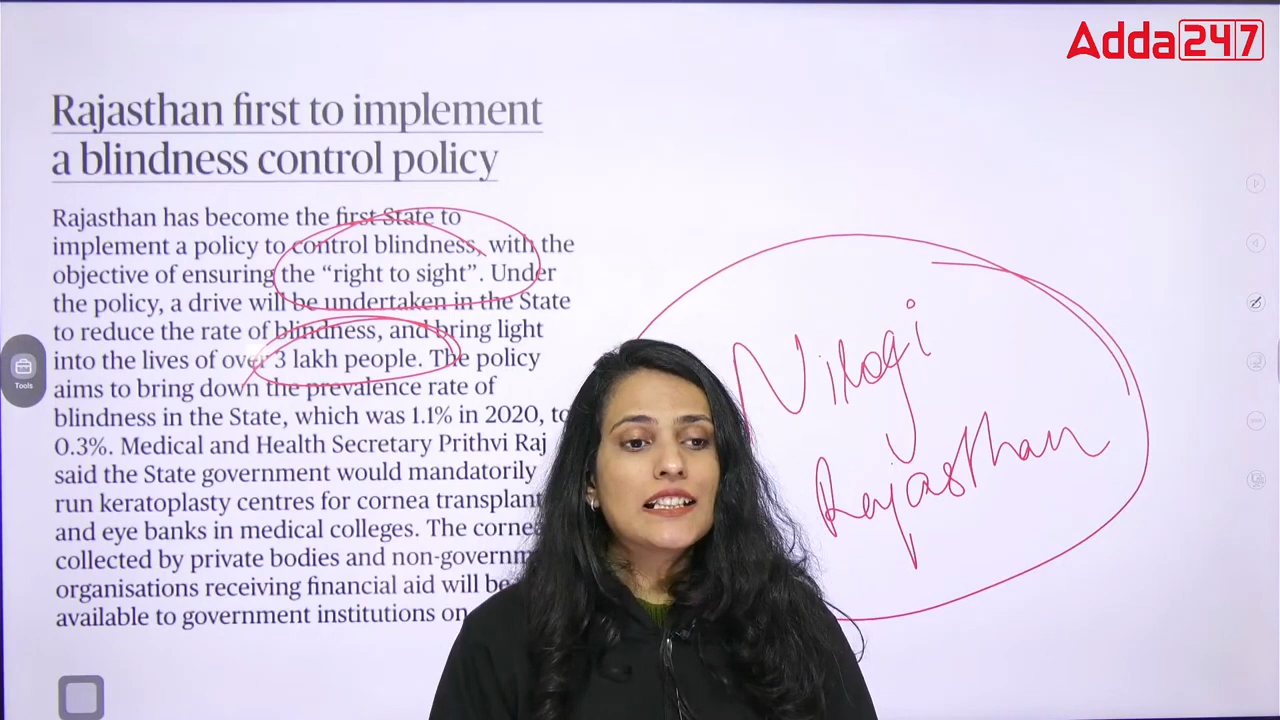 Adda247
Rajasthan first to implement
a blindness control policy
Rajasthan has become the first State to
implement a policy to control blindness, with the
objective of ensuring the “right to sight”. Under
the policy, a drive will be undertaken in the State
to reduce the rate of blindness, and bring light
into the lives of over 3 lakh people. The policy
aims to bring down the prevalence rate of
blindness in the State, which was 1.1% in 2020, to
0.3%. Medical and Health Secretary Prithvi Raj
said the State government would mandatorily
run keratoplasty centres for cornea transplant
and eye banks in medical colleges. The cornea
collected by private bodies and non-governm
organisations receiving financial aid will be
available to government institutions on
Nirogi
Rajasthan
Tools